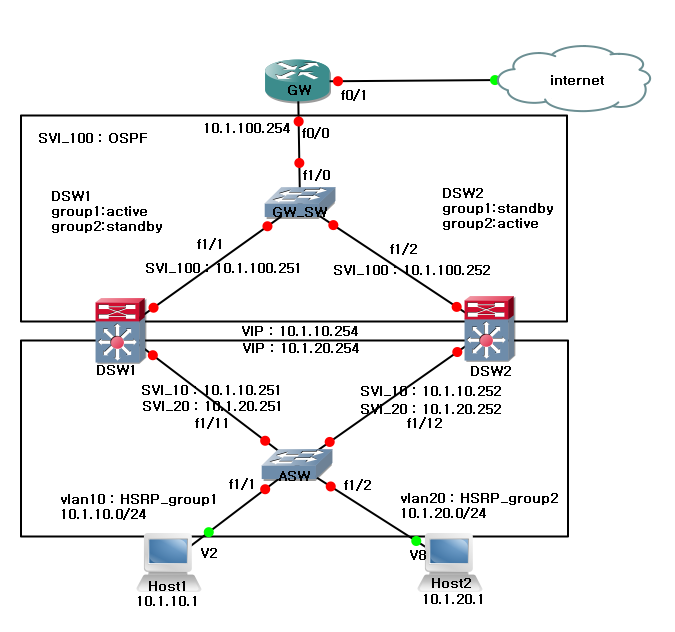 internet
GW
f0/1
10.1.100.254
f0/0
SVI_100 : OSPF
f1/0
DSW1
group1:active
group2:standby
DSW2
group1:standby
group2:active
GW_SW
f1/1
f1/2
SVI_100 : 10.1.100.251
SVI_100 : 10.1.100.252
VIP : 10.1.10.254
VIP : 10.1.20.254
DSW1
DSW2
SVI_10 : 10.1.10.251
SVI_20 : 10.1.20.251
f1/11
SVI_10 : 10.1.10.252
SVI_20 : 10.1.20.252
f1/12
ASW
f1/1
f1/2
vlan10 : HSRP_group1
10.1.10.0/24
vlan20 : HSRP_group2
10.1.20.0/24
V2
V8
Host1
10.1.10.1
Host2
10.1.20.1